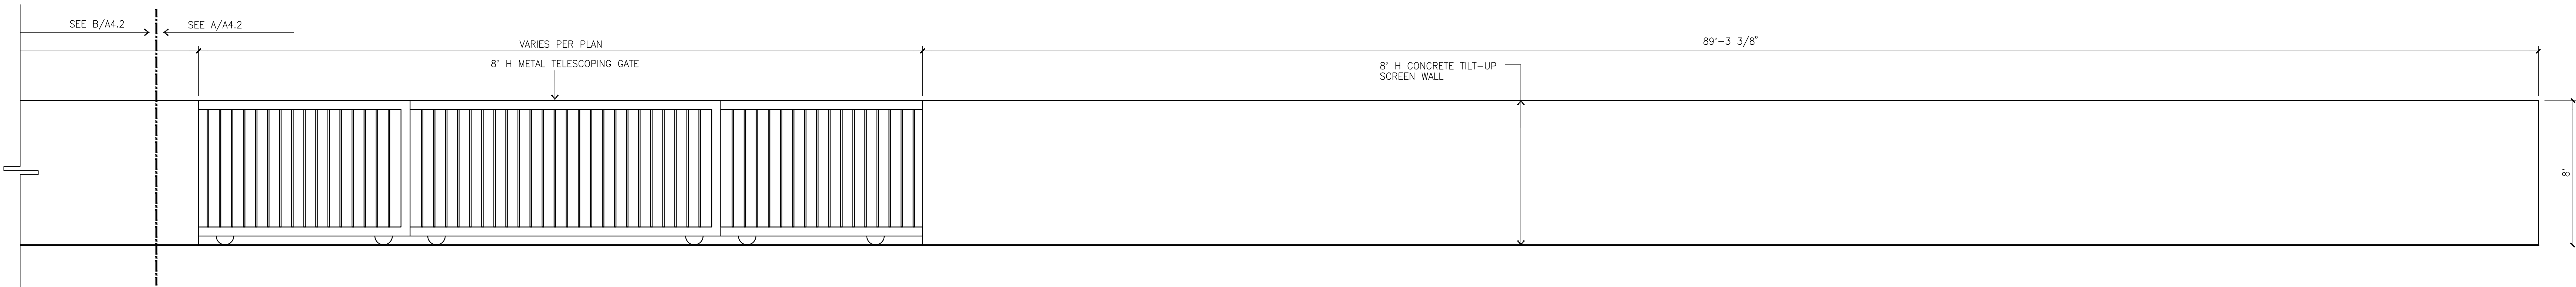 SEE B/A4.2
SEE A/A4.2
VARIES PER PLAN
89'-3 3/8"
8' H METAL TELESCOPING GATE
8' H CONCRETE TILT-UP
SCREEN WALL
8'